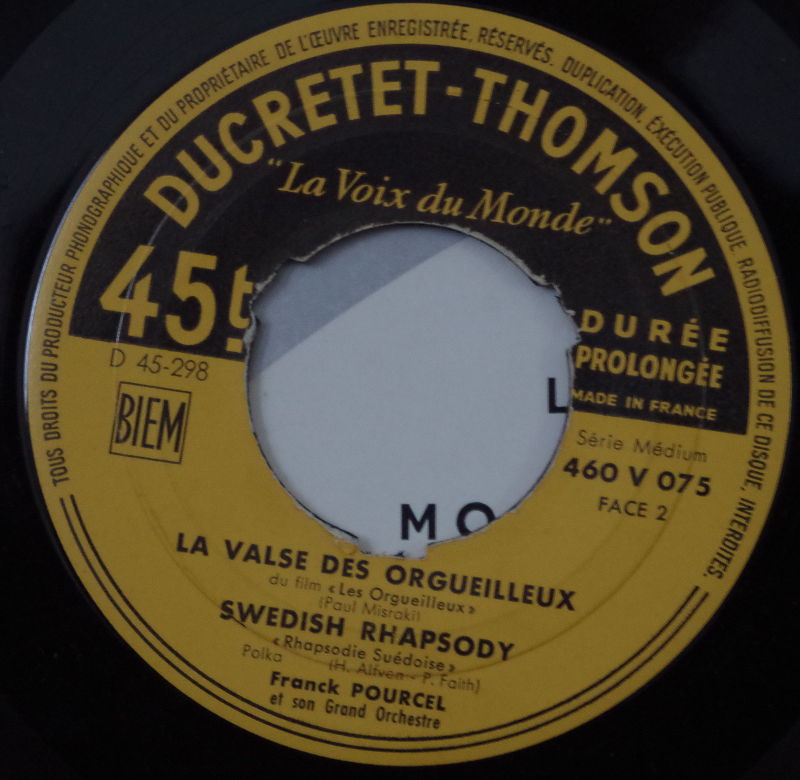 TOUS DROITS DU PRODUCTEUR PHONOGRAPHIQUE ET DU PROPRIÉTAIRE DE L'ŒUVRE ENREGISTRÉE, RÉSERVÉS. DUPLICATION, EXÉCUTION PUBLIQUE, RADIODIFFUSION DE CE DISQUE, INTERDITES.
DUCRETET-THOMSON
"La Voix du Monde"
45t
DURÉE
PROLONGÉE
MADE IN FRANCE
D 45-298
BIEM
Série Médium
460 V 075
FACE 2
L
MO
LA VALSE DES ORGUEILLEUX
du film «Les Orgueilleux»
(Paul Misraki)
SWEDISH RHAPSODY
«Rhapsodie Suédoise»
Polka (H. Alfven - P. Faith)
Franck POURCEL
et son Grand Orchestre